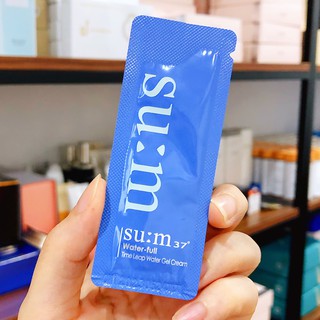 su:m
su:m37°
Water-full
Time Leap Water Gel Cream